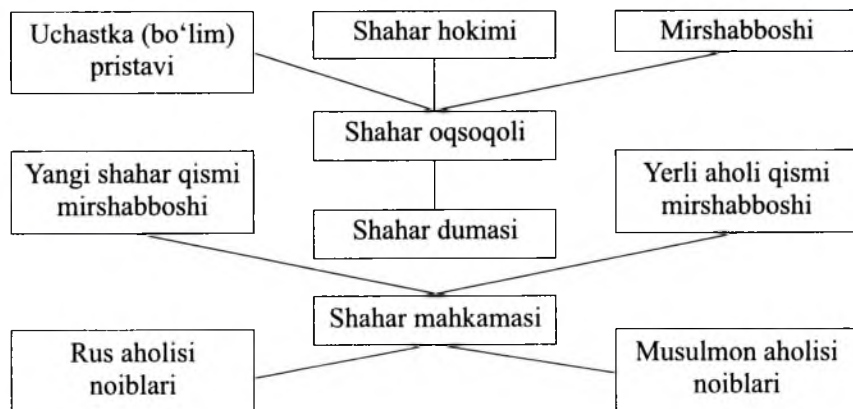 Uchastka (bo‘lim)
pristavi
Shahar hokimi
Mirshabboshi
Shahar oqsoqoli
Yangi shahar qismi
mirshabboshi
Yerli aholi qismi
mirshabboshi
Shahar dumasi
Shahar mahkamasi
Rus aholisi
noiblari
Musulmon aholisi
noiblari